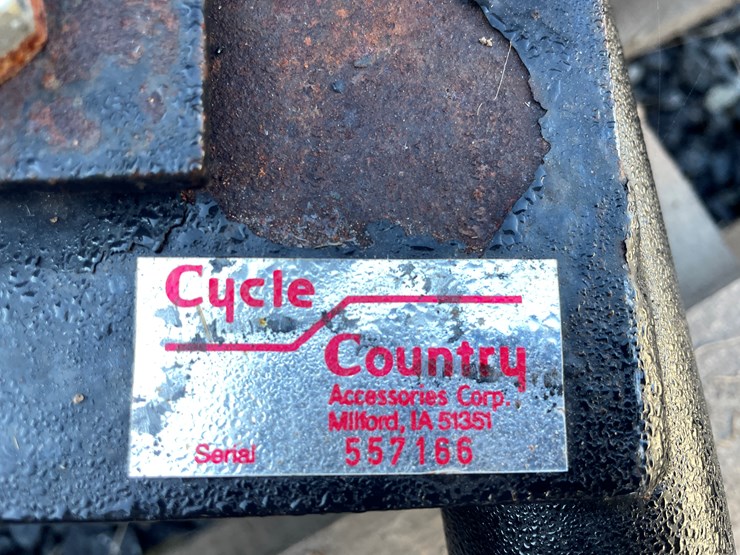 Cycle
Country
Accessories Corp.
Milford, IA 51351
Serial 557166